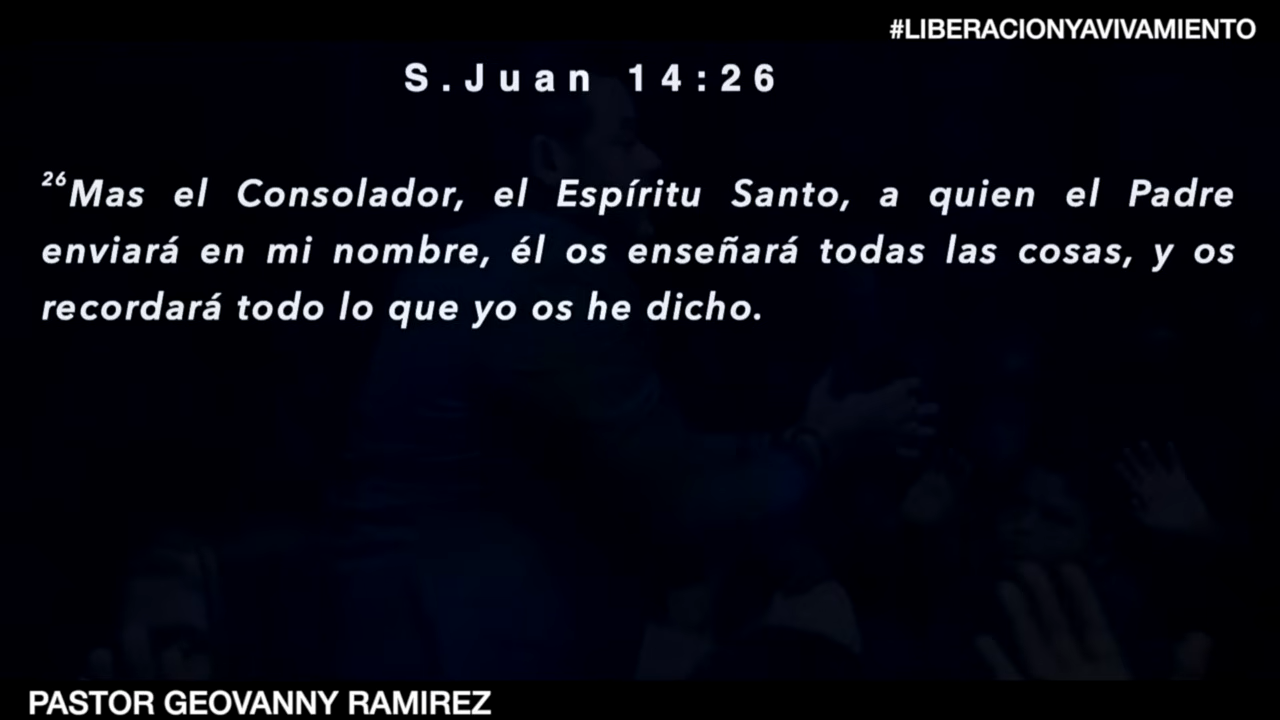 #LIBERACIONYAVIVAMIENTO
S.Juan 14:26
26Mas el Consolador, el Espíritu Santo, a quien el Padre
enviará en mi nombre, él os enseñará todas las cosas, y os
recordará todo lo que yo os he dicho.
PASTOR GEOVANNY RAMIREZ